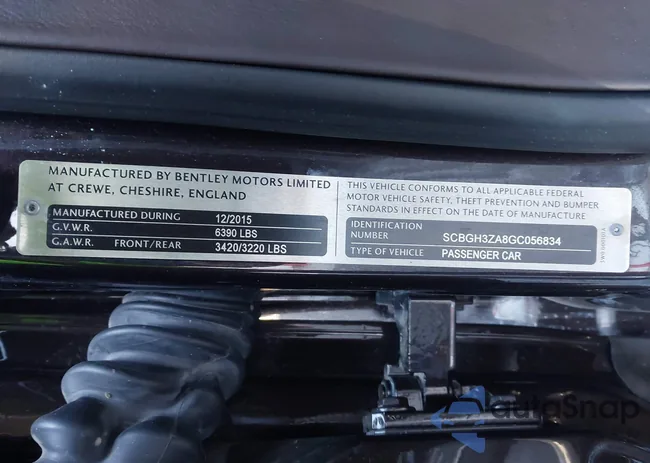 MANUFACTURED BY BENTLEY MOTORS LIMITED
AT CREWE, CHESHIRE, ENGLAND
MANUFACTURED DURING 12/2015
G.V.W.R. 6390 LBS
G.A.W.R. FRONT/REAR 3420/3220 LBS
THIS VEHICLE CONFORMS TO ALL APPLICABLE FEDERAL
MOTOR VEHICLE SAFETY, THEFT PREVENTION AND BUMPER
STANDARDS IN EFFECT ON THE DATE OF MANUFACTURE
IDENTIFICATION
NUMBER SCBGH3ZA8GC056834
TYPE OF VEHICLE PASSENGER CAR
autoSnap